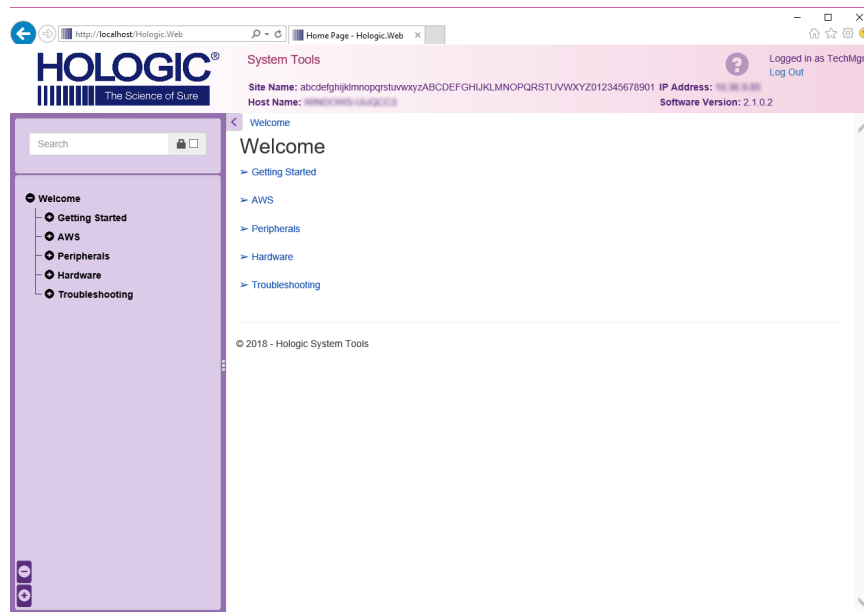 http://localhost/Hologic.Web
Home Page - Hologic.Web
HOLOGIC®
The Science of Sure
System Tools
Logged in as TechMgr
Log Out
Site Name: abcdefghijklmnopqrstuvwxyzABCDEFGHIJKLMNOPQRSTUVWXYZ012345678901 IP Address:
Host Name: Software Version: 2.1.0.2
Search
Welcome
Getting Started
AWS
Peripherals
Hardware
Troubleshooting
Welcome
Welcome
➢ Getting Started
➢ AWS
➢ Peripherals
➢ Hardware
➢ Troubleshooting
© 2018 - Hologic System Tools